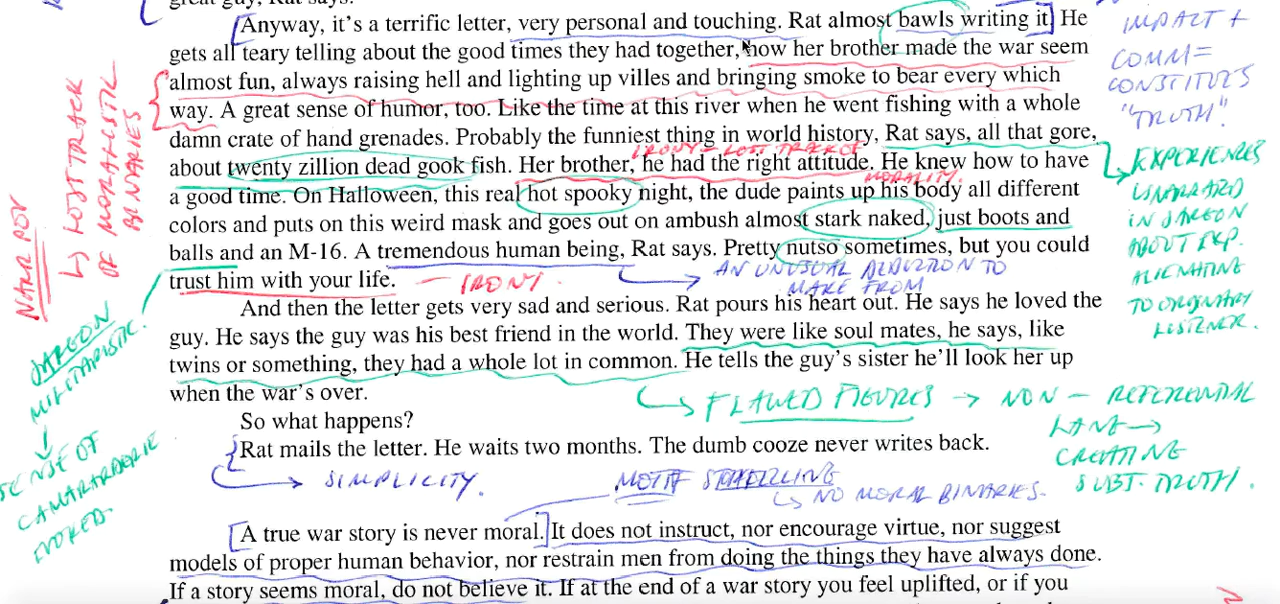 great guy, Rat says.
Anyway, it's a terrific letter, very personal and touching. Rat almost bawls writing it. He
gets all teary telling about the good times they had together, how her brother made the war seem
almost fun, always raising hell and lighting up villes and bringing smoke to bear every which
way. A great sense of humor, too. Like the time at this river when he went fishing with a whole
damn crate of hand grenades. Probably the funniest thing in world history, Rat says, all that gore,
about twenty zillion dead gook fish. Her brother, he had the right attitude. He knew how to have
a good time. On Halloween, this real hot spooky night, the dude paints up his body all different
colors and puts on this weird mask and goes out on ambush almost stark naked, just boots and
balls and an M-16. A tremendous human being, Rat says. Pretty nutso sometimes, but you could
trust him with your life.
And then the letter gets very sad and serious. Rat pours his heart out. He says he loved the
guy. He says the guy was his best friend in the world. They were like soul mates, he says, like
twins or something, they had a whole lot in common. He tells the guy's sister he'll look her up
when the war's over.
So what happens?
Rat mails the letter. He waits two months. The dumb cooze never writes back.
A true war story is never moral. It does not instruct, nor encourage virtue, nor suggest
models of proper human behavior, nor restrain men from doing the things they have always done.
If a story seems moral, do not believe it. If at the end of a war story you feel uplifted, or if you
IMPACT +
COMM =
CONSTITUTES
"TRUTH".
EXPERIENCES
NARRATED
IN JARGON
ABOUT EXP.
ALIENATING
TO ORDINARY
LISTENER.
LOST TRACK
OF MORALISTIC
BINARIES
NARR POV
IRONY - LOST TRACK OF
MORALITY.
IRONY.
AN UNUSUAL
TO
MAKE FROM
JARGON
MILITARISTIC.
SENSE OF
CAMARARDERIE
EVOKED.
FLAWED FIGURES → NON - REFERENTIAL
LANG →
CREATING
SUBJ. TRUTH.
SIMPLICITY.
MOTIF STORYTELLING
NO MORAL BINARIES.